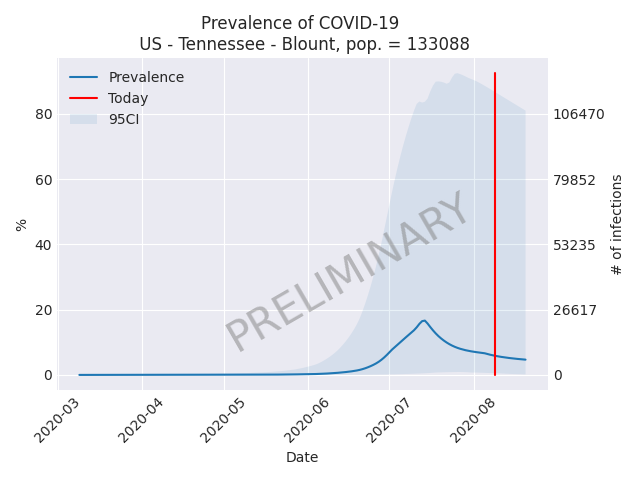 Prevalence of COVID-19
US - Tennessee - Blount, pop. = 133088
Prevalence
Today
95CI
80
60
40
20
0
%
106470
79852
53235
26617
0
# of infections
PRELIMINARY
2020-03
2020-04
2020-05
2020-06
2020-07
2020-08
Date